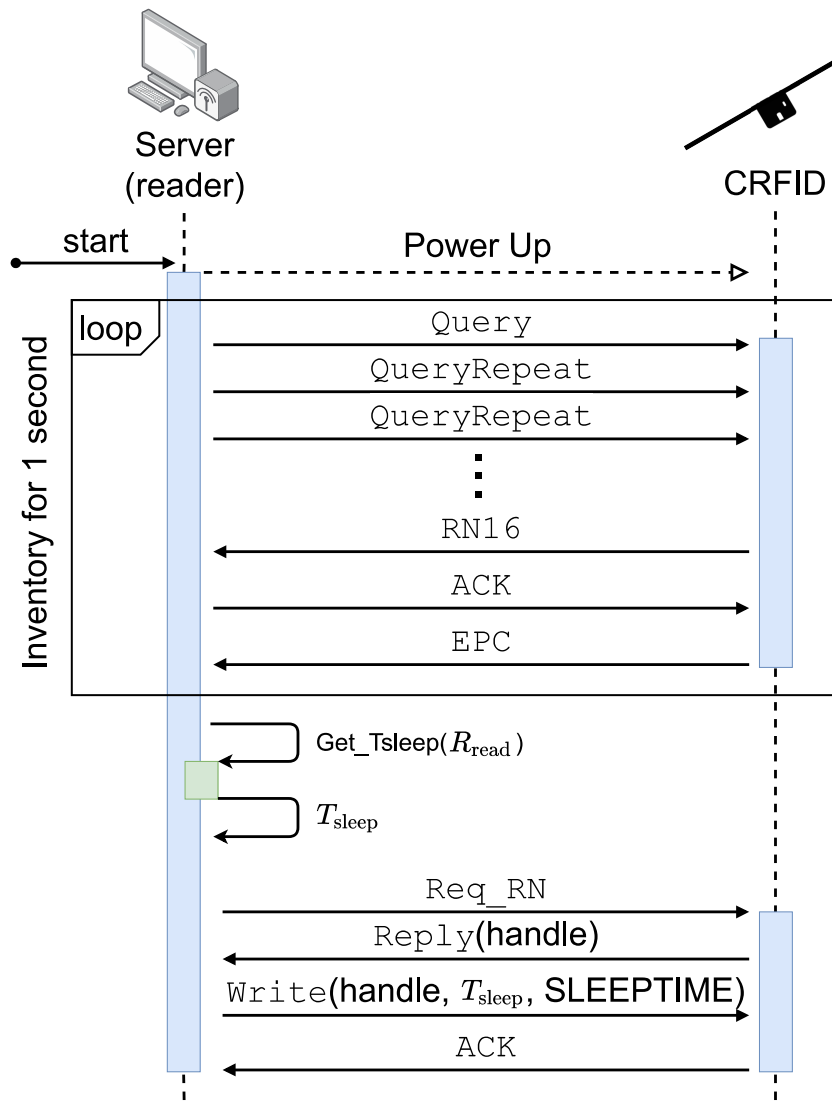 Server
(reader)
CRFID
start
Power Up
loop
Inventory for 1 second
Query
QueryRepeat
QueryRepeat
RN16
ACK
EPC
Get_Tsleep(R_read)
T_sleep
Req_RN
Reply(handle)
Write(handle, T_sleep, SLEEPTIME)
ACK